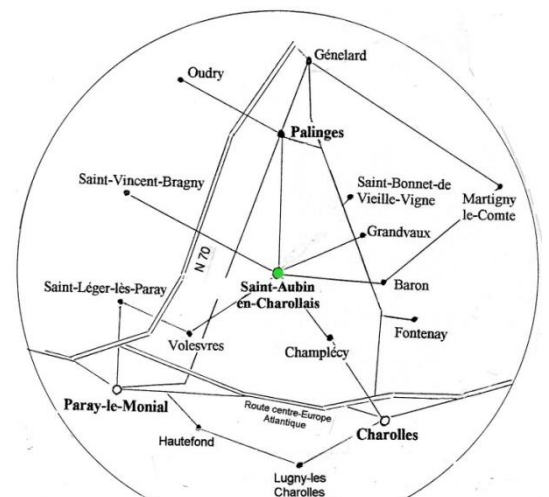 Génelard
Oudry
Palinges
Saint-Vincent-Bragny
Saint-Bonnet-de
Vieille-Vigne
Martigny
le-Comte
Grandvaux
N 70
Saint-Léger-lès-Paray
Saint-Aubin
en-Charollais
Baron
Volesvres
Champlécy
Fontenay
Paray-le-Monial
Route centre-Europe
Atlantique
Charolles
Hautefond
Lugny-les
Charolles